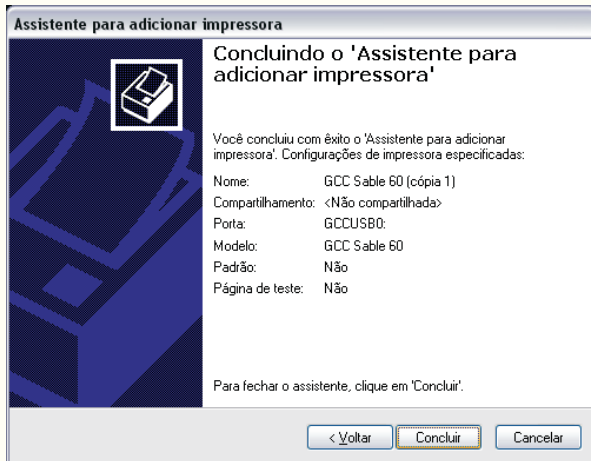 Assistente para adicionar impressora
Concluindo o 'Assistente para
adicionar impressora'
Você concluiu com êxito o 'Assistente para adicionar
impressora'. Configurações de impressora especificadas:
Nome: GCC Sable 60 (cópia 1)
Compartilhamento: <Não compartilhada>
Porta: GCCUSB0:
Modelo: GCC Sable 60
Padrão: Não
Página de teste: Não
Para fechar o assistente, clique em 'Concluir'.
< Voltar Concluir Cancelar